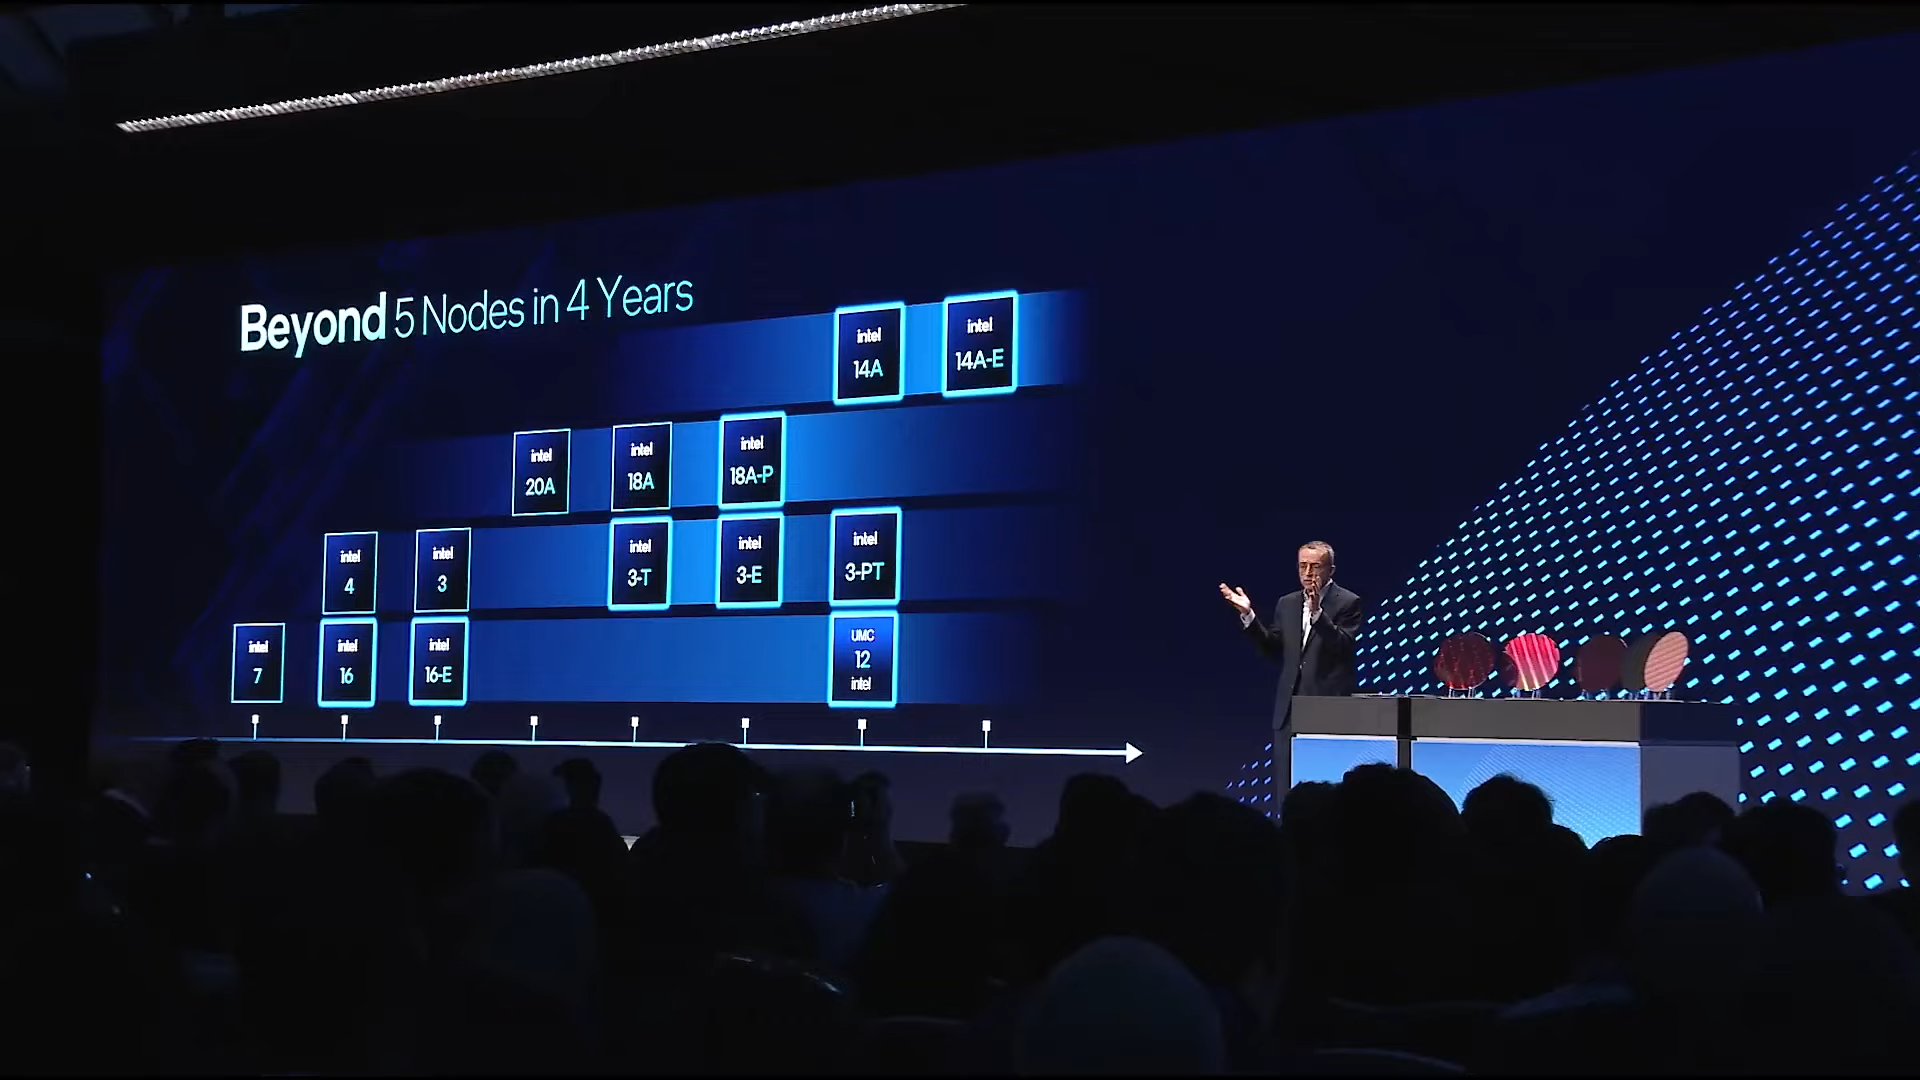 Beyond 5 Nodes in 4 Years
intel
14A
intel
14A-E
intel
20A
intel
18A
intel
18A-P
intel
4
intel
3
intel
3-T
intel
3-E
intel
3-PT
intel
7
intel
16
intel
16-E
UMC
12
intel